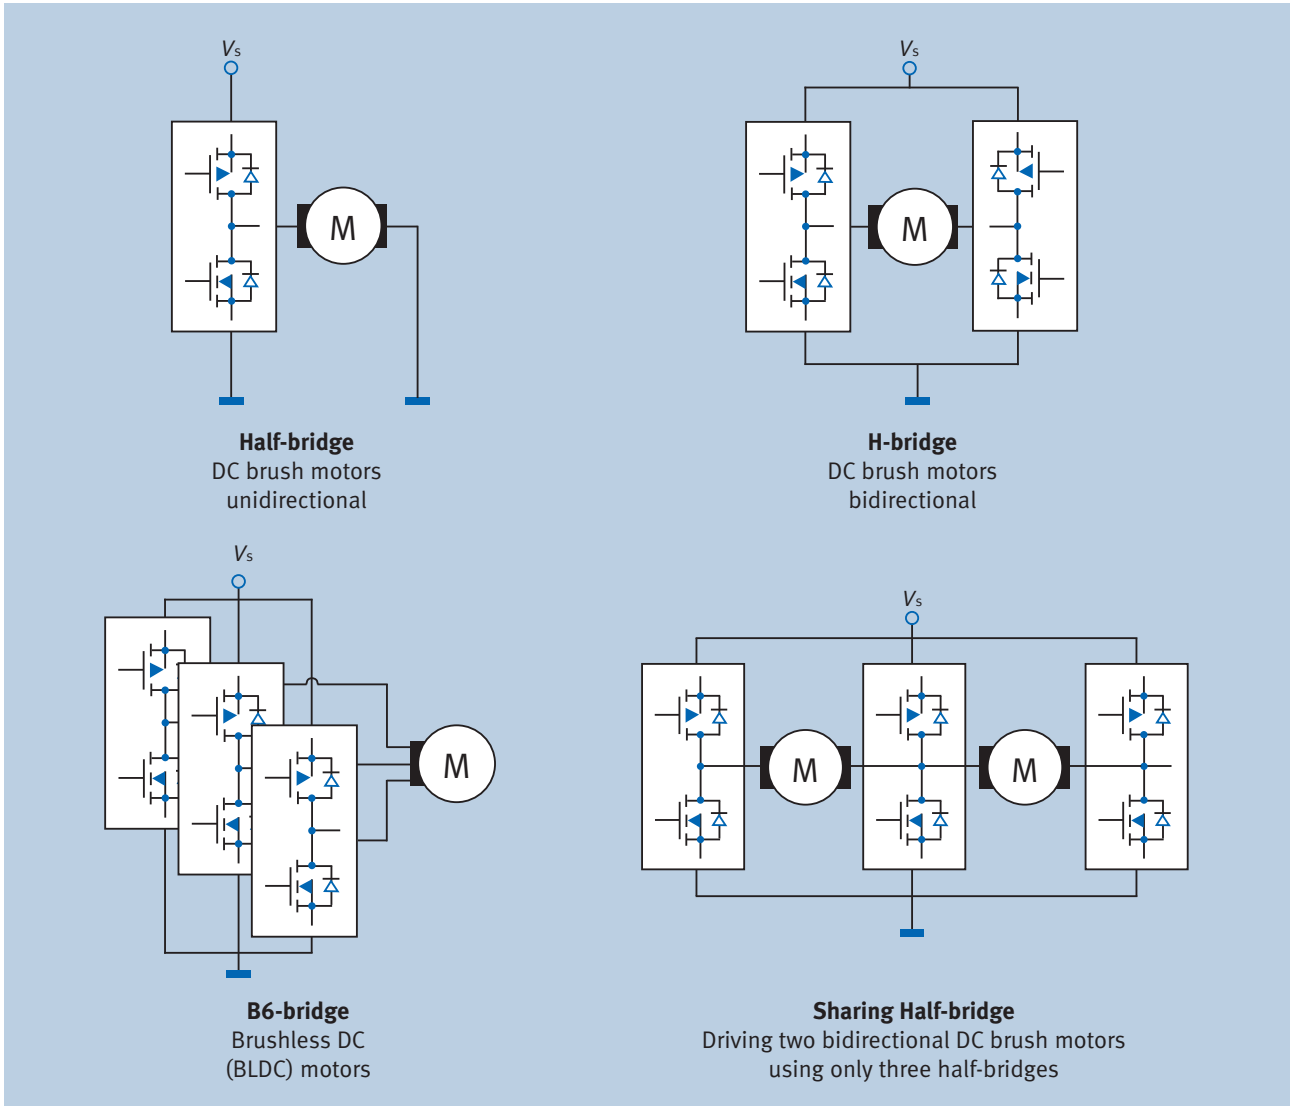 Vs
Vs
M
M
Half-bridge
DC brush motors
unidirectional
H-bridge
DC brush motors
bidirectional
Vs
Vs
M
M
M
B6-bridge
Brushless DC
(BLDC) motors
Sharing Half-bridge
Driving two bidirectional DC brush motors
using only three half-bridges